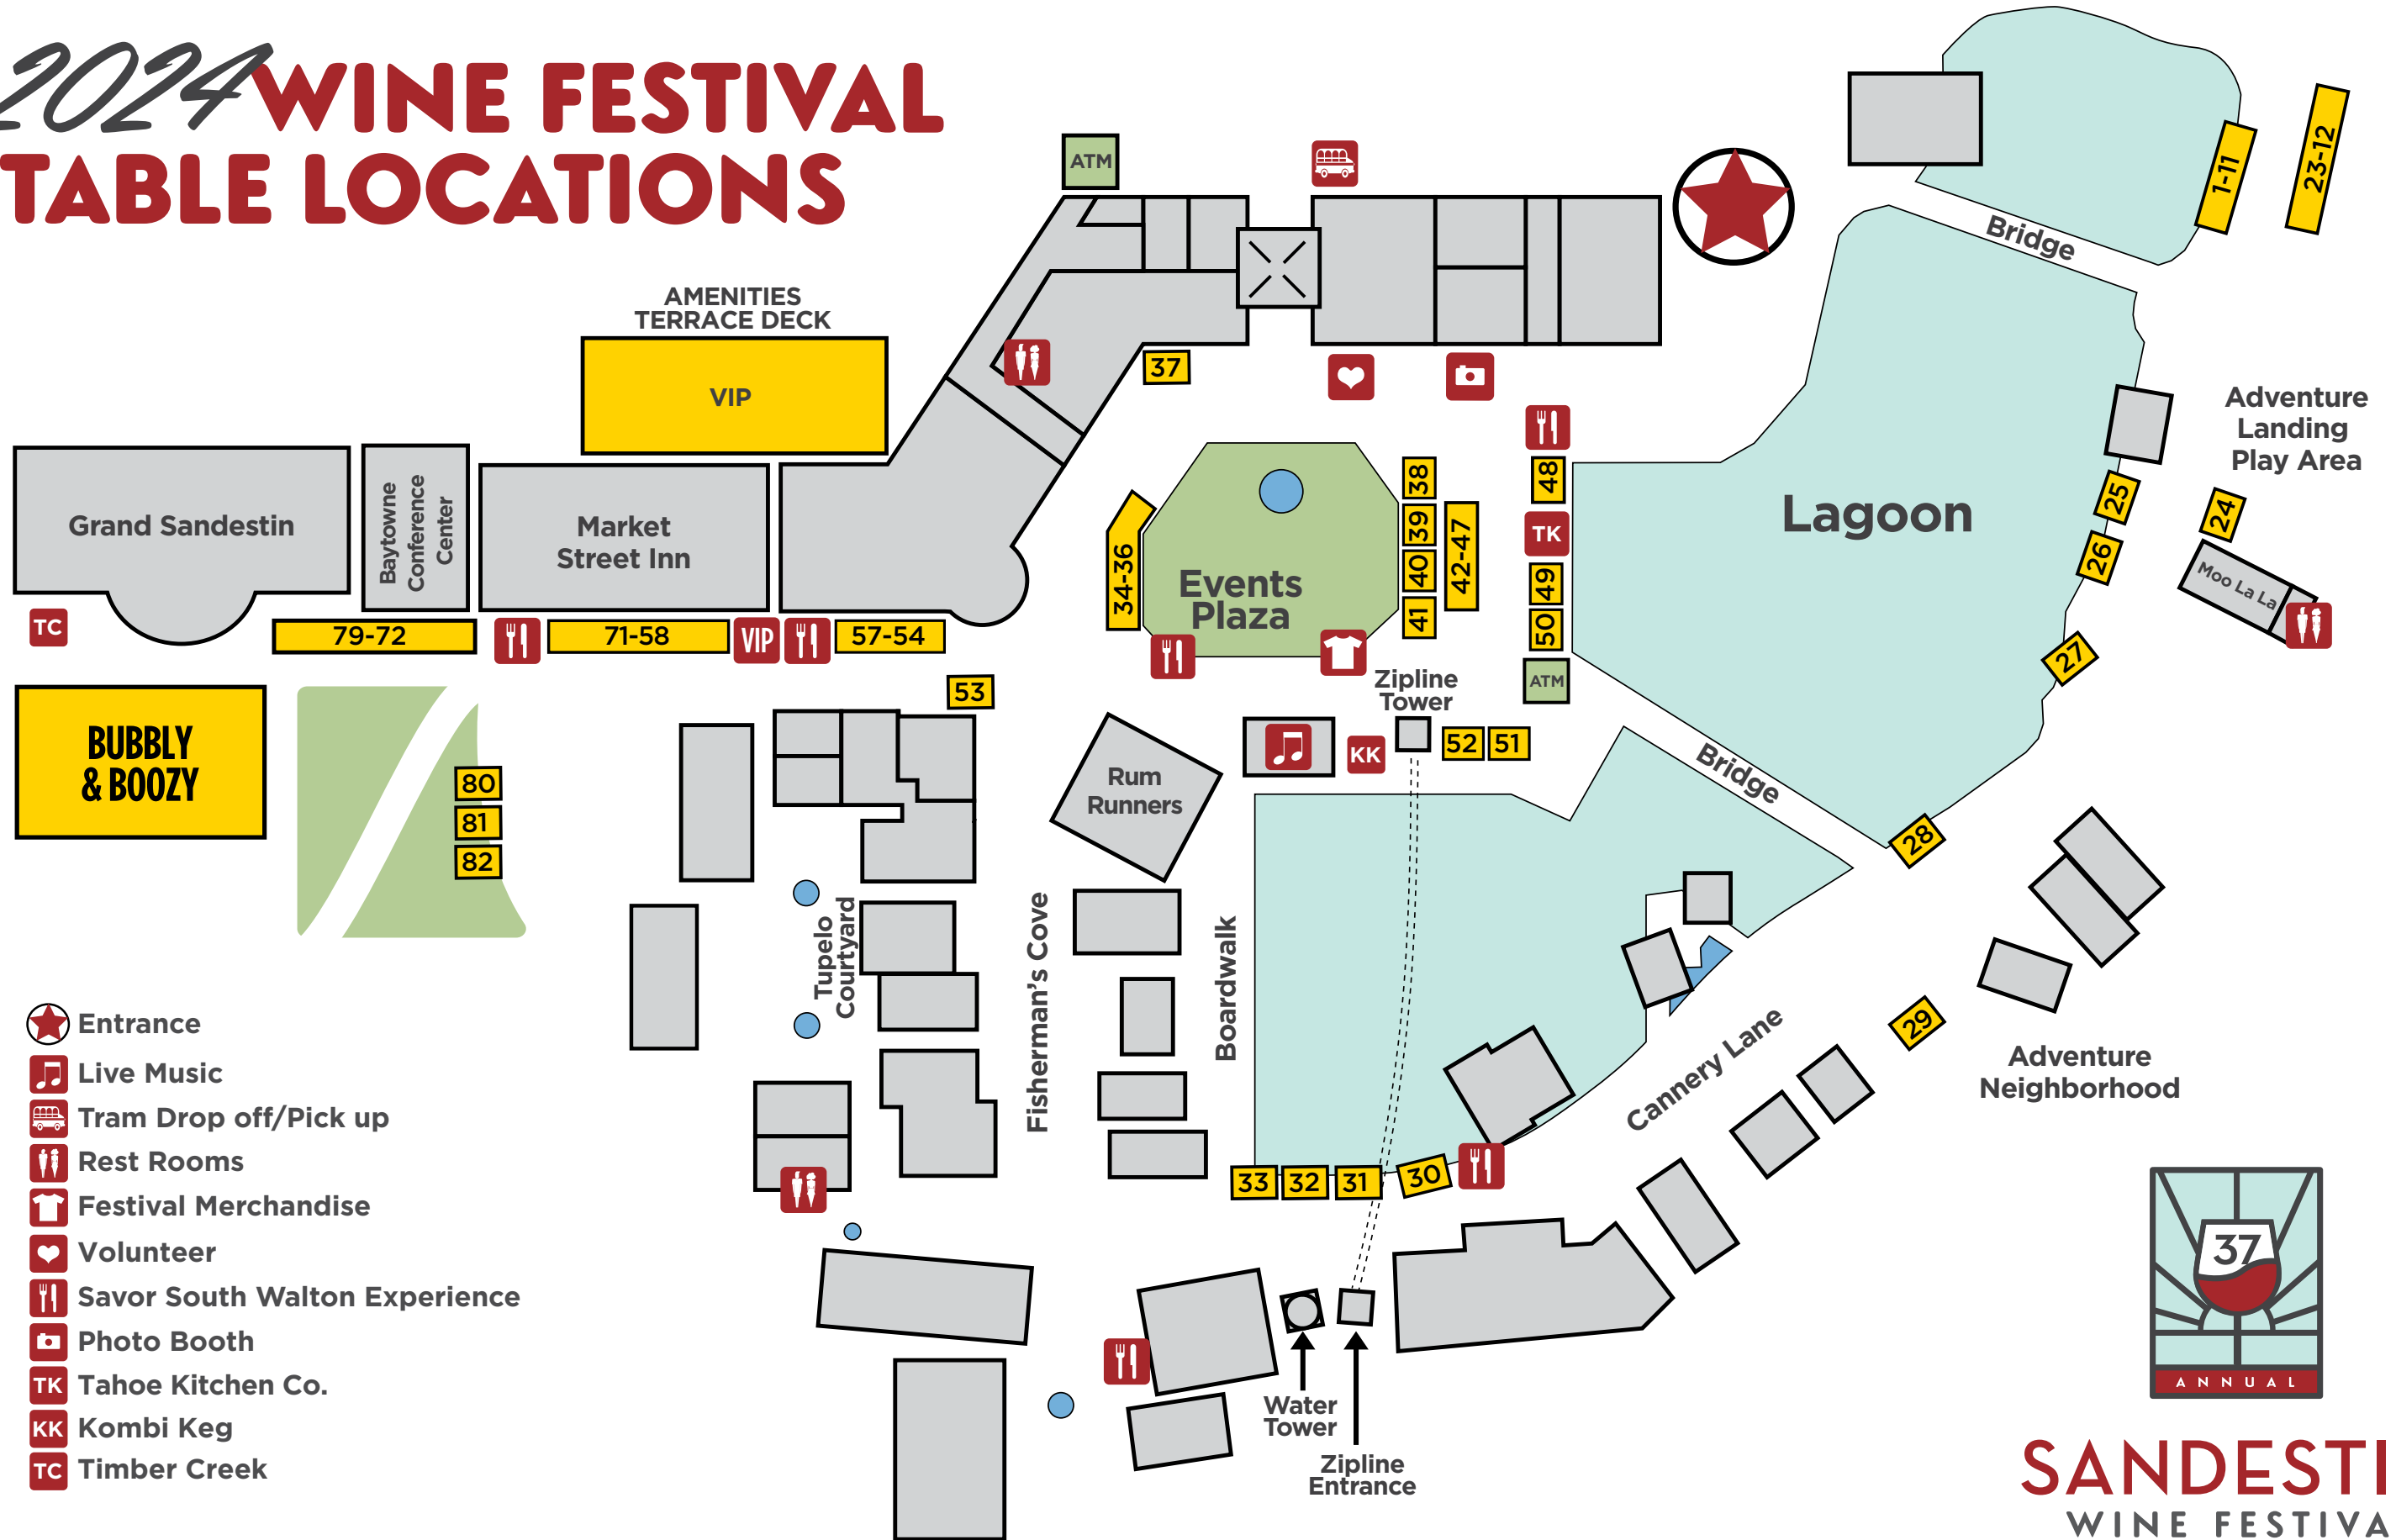 2024 WINE FESTIVAL
TABLE LOCATIONS
ATM
Bridge
1-11
23-12
AMENITIES
TERRACE DECK
VIP
37
Adventure
Landing
Play Area
Grand Sandestin
Baytowne
Conference
Center
Market
Street Inn
34-36
Events
Plaza
38
39
40
41
42-47
48
TK
49
50
ATM
Lagoon
25
26
24
Moo La La
27
TC
79-72
71-58
VIP
57-54
53
Zipline
Tower
KK
52
51
Bridge
28
BUBBLY
& BOOZY
80
81
82
Rum
Runners
Tupelo
Courtyard
Fisherman's Cove
Boardwalk
Cannery Lane
29
Adventure
Neighborhood
33
32
31
30
Water
Tower
Zipline
Entrance
Entrance
Live Music
Tram Drop off/Pick up
Rest Rooms
Festival Merchandise
Volunteer
Savor South Walton Experience
Photo Booth
TK Tahoe Kitchen Co.
KK Kombi Keg
TC Timber Creek
37
ANNUAL
SANDESTI
WINE FESTIVA